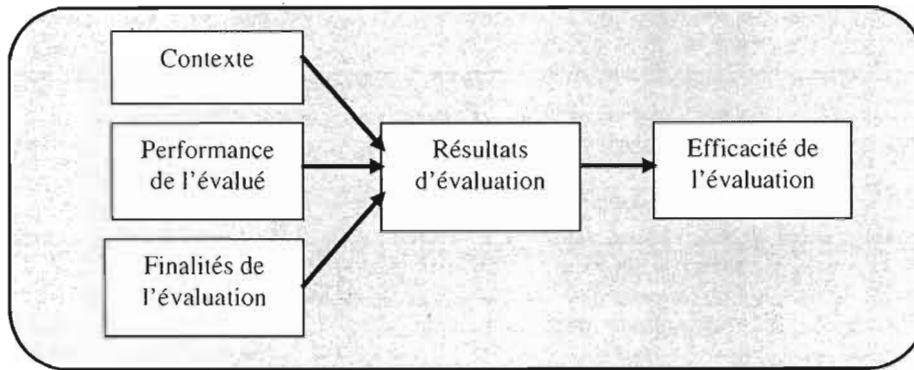 Contexte
Performance
de l'évalué
Finalités de
l'évaluation
Résultats
d'évaluation
Efficacité de
l'évaluation